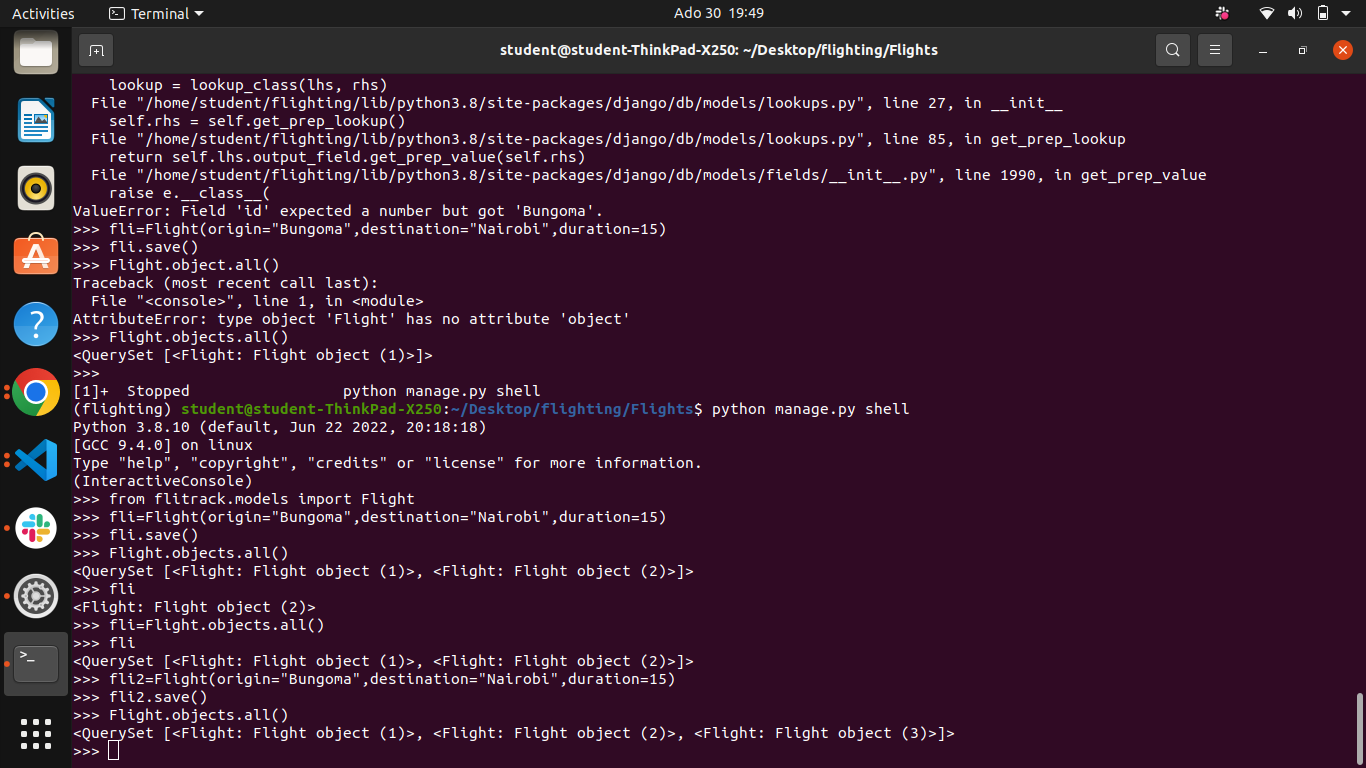 Activities
Terminal
Ado 30 19:49
student@student-ThinkPad-X250: ~/Desktop/flighting/Flights
    lookup = lookup_class(lhs, rhs)
  File "/home/student/flighting/lib/python3.8/site-packages/django/db/models/lookups.py", line 27, in __init__
    self.rhs = self.get_prep_lookup()
  File "/home/student/flighting/lib/python3.8/site-packages/django/db/models/lookups.py", line 85, in get_prep_lookup
    return self.lhs.output_field.get_prep_value(self.rhs)
  File "/home/student/flighting/lib/python3.8/site-packages/django/db/models/fields/__init__.py", line 1990, in get_prep_value
    raise e.__class__(
ValueError: Field 'id' expected a number but got 'Bungoma'.
>>> fli=Flight(origin="Bungoma",destination="Nairobi",duration=15)
>>> fli.save()
>>> Flight.object.all()
Traceback (most recent call last):
  File "<console>", line 1, in <module>
AttributeError: type object 'Flight' has no attribute 'object'
>>> Flight.objects.all()
<QuerySet [<Flight: Flight object (1)>]>
>>>
[1]+  Stopped                 python manage.py shell
(flighting) student@student-ThinkPad-X250:~/Desktop/flighting/Flights$ python manage.py shell
Python 3.8.10 (default, Jun 22 2022, 20:18:18)
[GCC 9.4.0] on linux
Type "help", "copyright", "credits" or "license" for more information.
(InteractiveConsole)
>>> from flitrack.models import Flight
>>> fli=Flight(origin="Bungoma",destination="Nairobi",duration=15)
>>> fli.save()
>>> Flight.objects.all()
<QuerySet [<Flight: Flight object (1)>, <Flight: Flight object (2)>]>
>>> fli
<Flight: Flight object (2)>
>>> fli=Flight.objects.all()
>>> fli
<QuerySet [<Flight: Flight object (1)>, <Flight: Flight object (2)>]>
>>> fli2=Flight(origin="Bungoma",destination="Nairobi",duration=15)
>>> fli2.save()
>>> Flight.objects.all()
<QuerySet [<Flight: Flight object (1)>, <Flight: Flight object (2)>, <Flight: Flight object (3)>]>
>>>